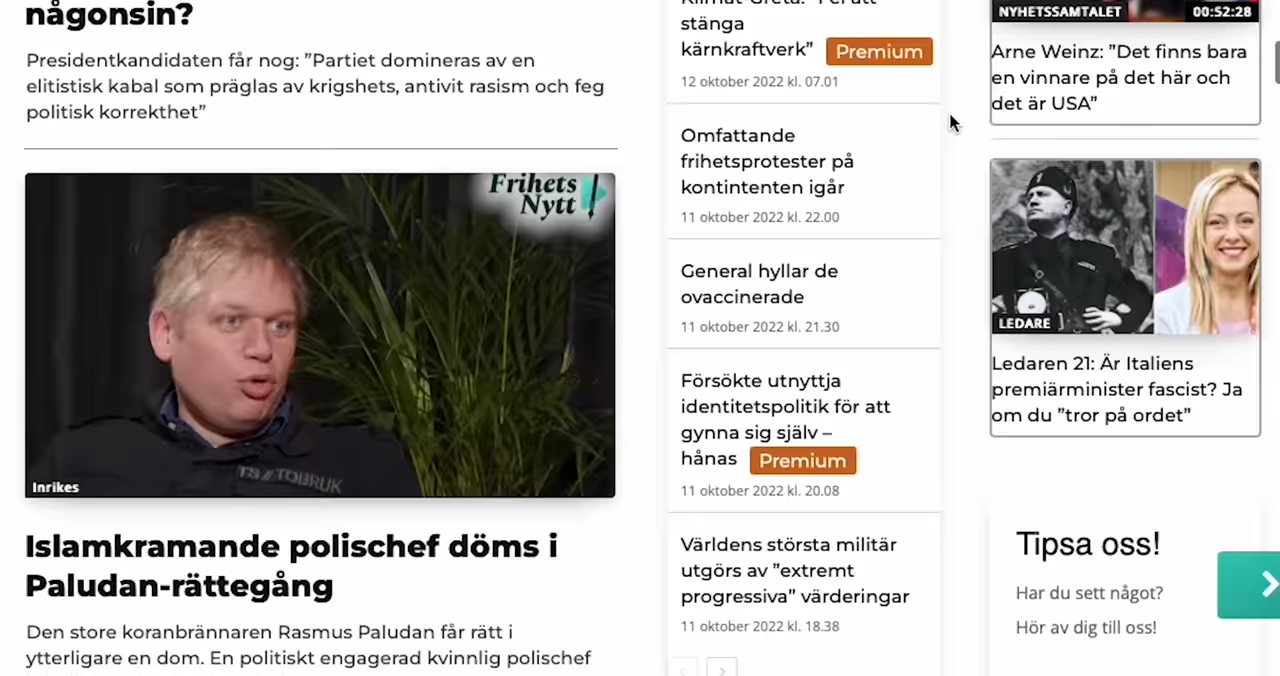 någonsin?
Presidentkandidaten får nog: ”Partiet domineras av en
elitistisk kabal som präglas av krigshets, antivit rasism och feg
politisk korrekthet”
Frihets
Nytt
TS // TOBRUK
Inrikes
Islamkramande polischef döms i
Paludan-rättegång
Den store koranbrännaren Rasmus Paludan får rätt i
ytterligare en dom. En politiskt engagerad kvinnlig polischef
Klimat-Greta: ”Fel att
stänga
kärnkraftverk” Premium
12 oktober 2022 kl. 07.01
Omfattande
frihetsprotester på
kontintenten igår
11 oktober 2022 kl. 22.00
General hyllar de
ovaccinerade
11 oktober 2022 kl. 21.30
Försökte utnyttja
identitetspolitik för att
gynna sig själv –
hånas Premium
11 oktober 2022 kl. 20.08
Världens största militär
utgörs av ”extremt
progressiva” värderingar
11 oktober 2022 kl. 18.38
NYHETSSAMTALET 00:52:28
Arne Weinz: ”Det finns bara
en vinnare på det här och
det är USA”
LEDARE
Ledaren 21: Är Italiens
premiärminister fascist? Ja
om du ”tror på ordet”
Tipsa oss!
Har du sett något?
Hör av dig till oss!